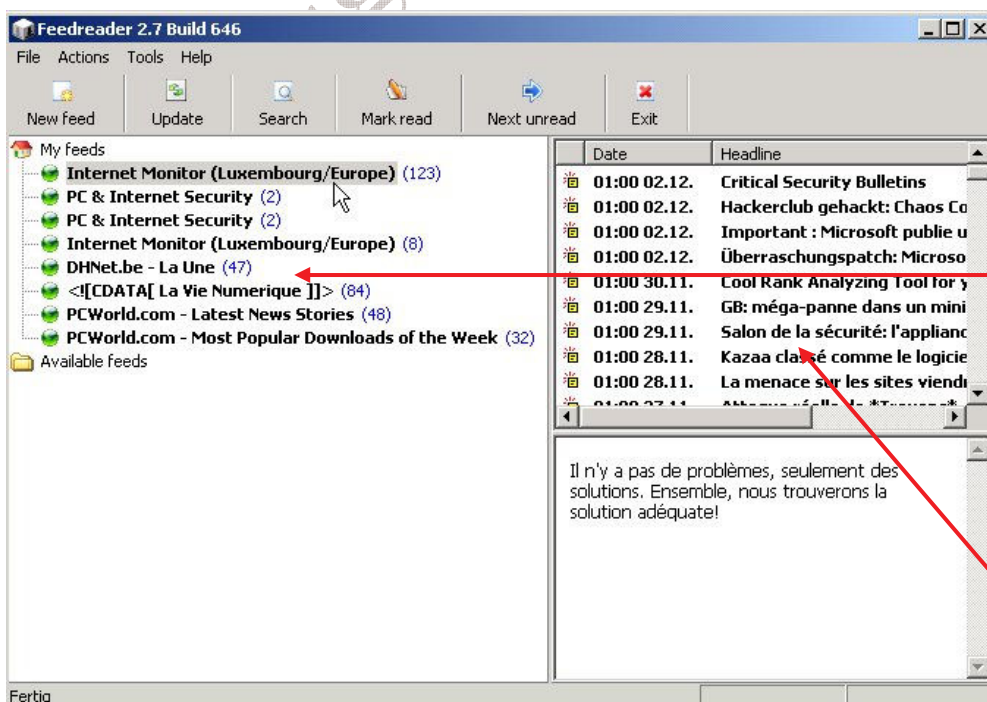 Feedreader 2.7 Build 646
File Actions Tools Help
New feed Update Search Mark read Next unread Exit
My feeds
Internet Monitor (Luxembourg/Europe) (123)
PC & Internet Security (2)
PC & Internet Security (2)
Internet Monitor (Luxembourg/Europe) (8)
DHNet.be - La Une (47)
<![CDATA[ La Vie Numerique ]]> (84)
PCWorld.com - Latest News Stories (48)
PCWorld.com - Most Popular Downloads of the Week (32)
Available feeds
Date Headline
01:00 02.12. Critical Security Bulletins
01:00 02.12. Hackerclub gehackt: Chaos Co
01:00 02.12. Important : Microsoft publie u
01:00 02.12. Überraschungspatch: Microso
01:00 30.11. Cool Rank Analyzing Tool for y
01:00 29.11. GB: méga-panne dans un mini
01:00 29.11. Salon de la sécurité: l'applianc
01:00 28.11. Kazaa classé comme le logicie
01:00 28.11. La menace sur les sites viendr
01:00 27.11.
Il n'y a pas de problèmes, seulement des
solutions. Ensemble, nous trouverons la
solution adéquate!
Fertig